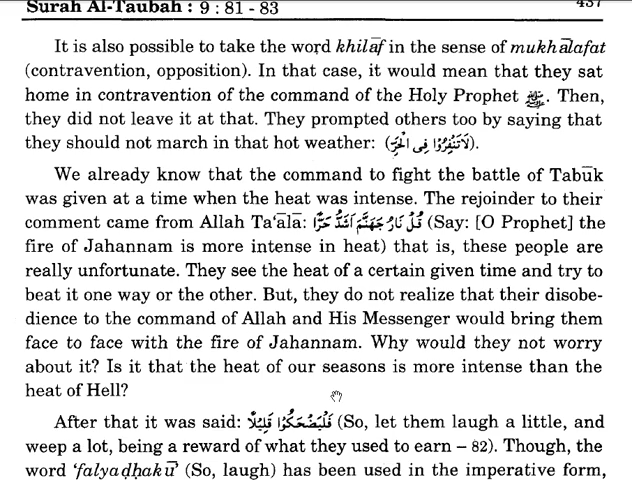 Surah Al-Taubah : 9 : 81 - 83 437
It is also possible to take the word khilāf in the sense of mukhālafat
(contravention, opposition). In that case, it would mean that they sat
home in contravention of the command of the Holy Prophet ﷺ. Then,
they did not leave it at that. They prompted others too by saying that
they should not march in that hot weather: (لَا تَنْفِرُوْا فِى الْحَرِّ).
We already know that the command to fight the battle of Tabūk
was given at a time when the heat was intense. The rejoinder to their
comment came from Allah Ta‘ālā: قُلْ نَارُ جَهَنَّمَ اَشَدُّ حَرًّا (Say: [O Prophet] the
fire of Jahannam is more intense in heat) that is, these people are
really unfortunate. They see the heat of a certain given time and try to
beat it one way or the other. But, they do not realize that their disobe-
dience to the command of Allah and His Messenger would bring them
face to face with the fire of Jahannam. Why would they not worry
about it? Is it that the heat of our seasons is more intense than the
heat of Hell?
After that it was said: فَلْيَضْحَكُوْا قَلِيْلًا (So, let them laugh a little, and
weep a lot, being a reward of what they used to earn – 82). Though, the
word ‘falyaḍḥakū’ (So, laugh) has been used in the imperative form,